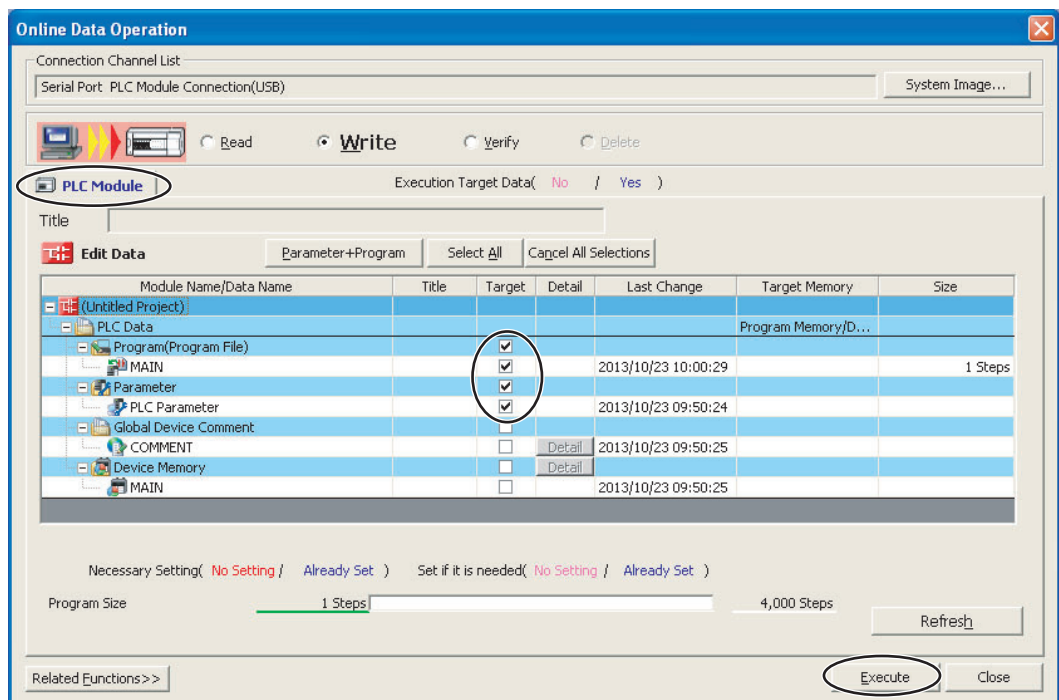 Online Data Operation
Connection Channel List
Serial Port PLC Module Connection(USB)
System Image...
Read
Write
Verify
Delete
PLC Module
Execution Target Data( No / Yes )
Title
Edit Data
Parameter+Program
Select All
Cancel All Selections
Module Name/Data Name Title Target Detail Last Change Target Memory Size
(Untitled Project)
PLC Data Program Memory/D...
Program(Program File)
MAIN 2013/10/23 10:00:29 1 Steps
Parameter
PLC Parameter 2013/10/23 09:50:24
Global Device Comment
COMMENT Detail 2013/10/23 09:50:25
Device Memory Detail
MAIN 2013/10/23 09:50:25
Necessary Setting( No Setting / Already Set ) Set if it is needed( No Setting / Already Set )
Program Size 1 Steps 4,000 Steps
Refresh
Related Functions>>
Execute
Close